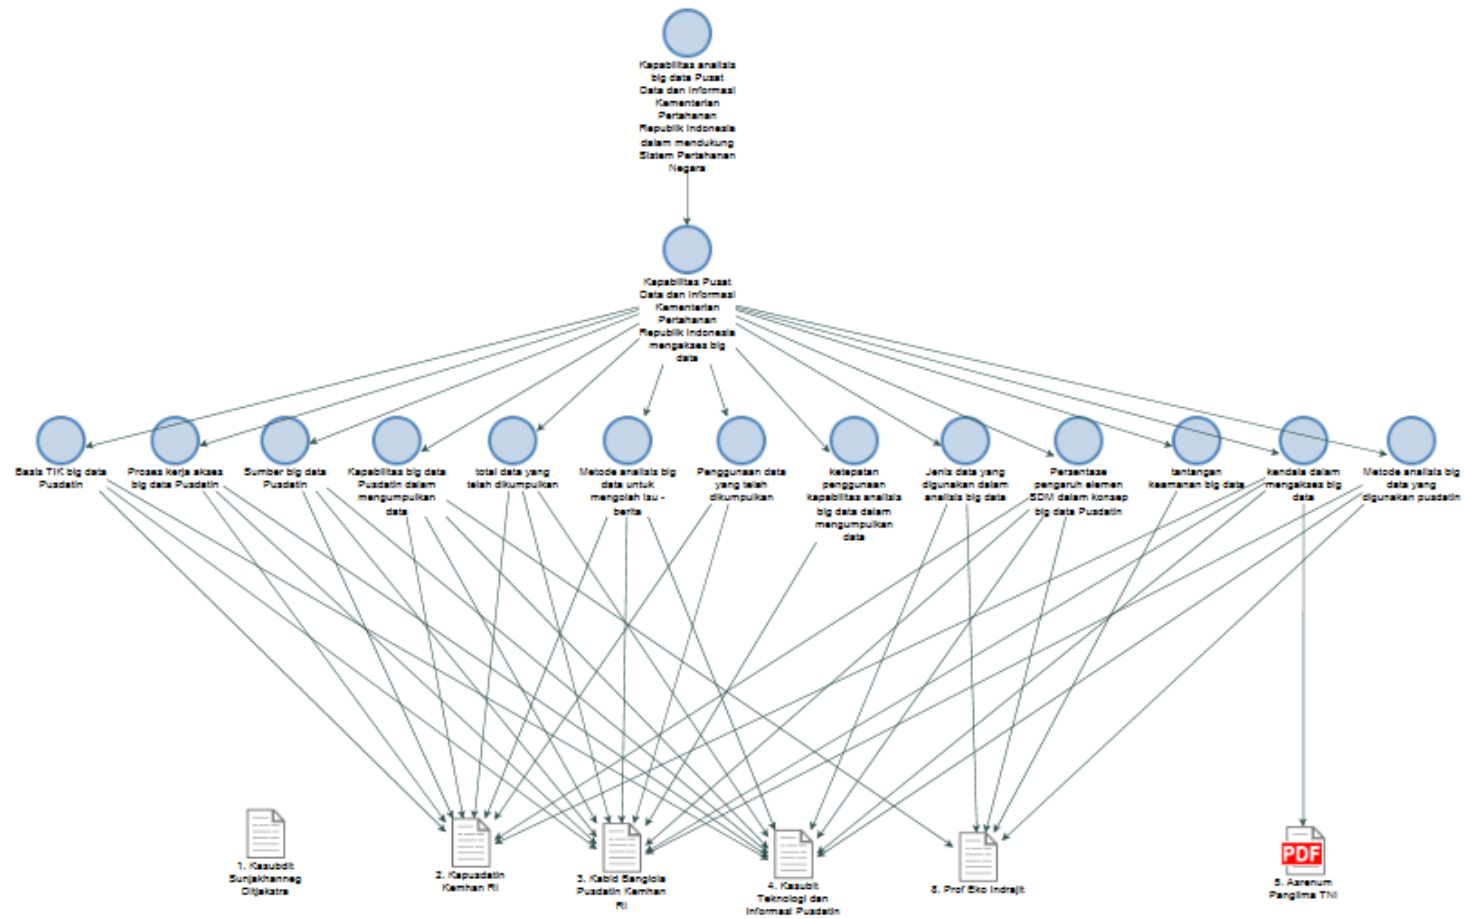 Kapabilitas analisis
big data Pusat
Data dan Informasi
Kementerian
Pertahanan
Republik Indonesia
dalam mendukung
Sistem Pertahanan
Negara
Kapabilitas Pusat
Data dan Informasi
Kementerian
Pertahanan
Republik Indonesia
mengakses big
data
Basis TIK big data
Pusdatin
Proses kerja akses
big data Pusdatin
Sumber big data
Pusdatin
Kapabilitas big data
Pusdatin dalam
mengumpulkan
data
total data yang
telah dikumpulkan
Metode analisis big
data untuk
mengolah isu -
berita
Penggunaan data
yang telah
dikumpulkan
ketepatan
penggunaan
kapabilitas analisis
big data dalam
mengumpulkan
data
Jenis data yang
digunakan dalam
analisis big data
Persentase
pengaruh elemen
SDM dalam konsep
big data Pusdatin
tantangan
keamanan big data
kendala dalam
mengakses big
data
Metode analisis big
data yang
digunakan pusdatin
1. Kasubdit
Sunjakhanneg
Ditjakstra
2. Kapusdatin
Kemhan RI
3. Kabid Banglola
Pusdatin Kemhan
RI
4. Kasubit
Teknologi dan
Informasi Pusdatin
8. Prof Eko Indrajit
PDF
5. Asrenum
Panglima TNI